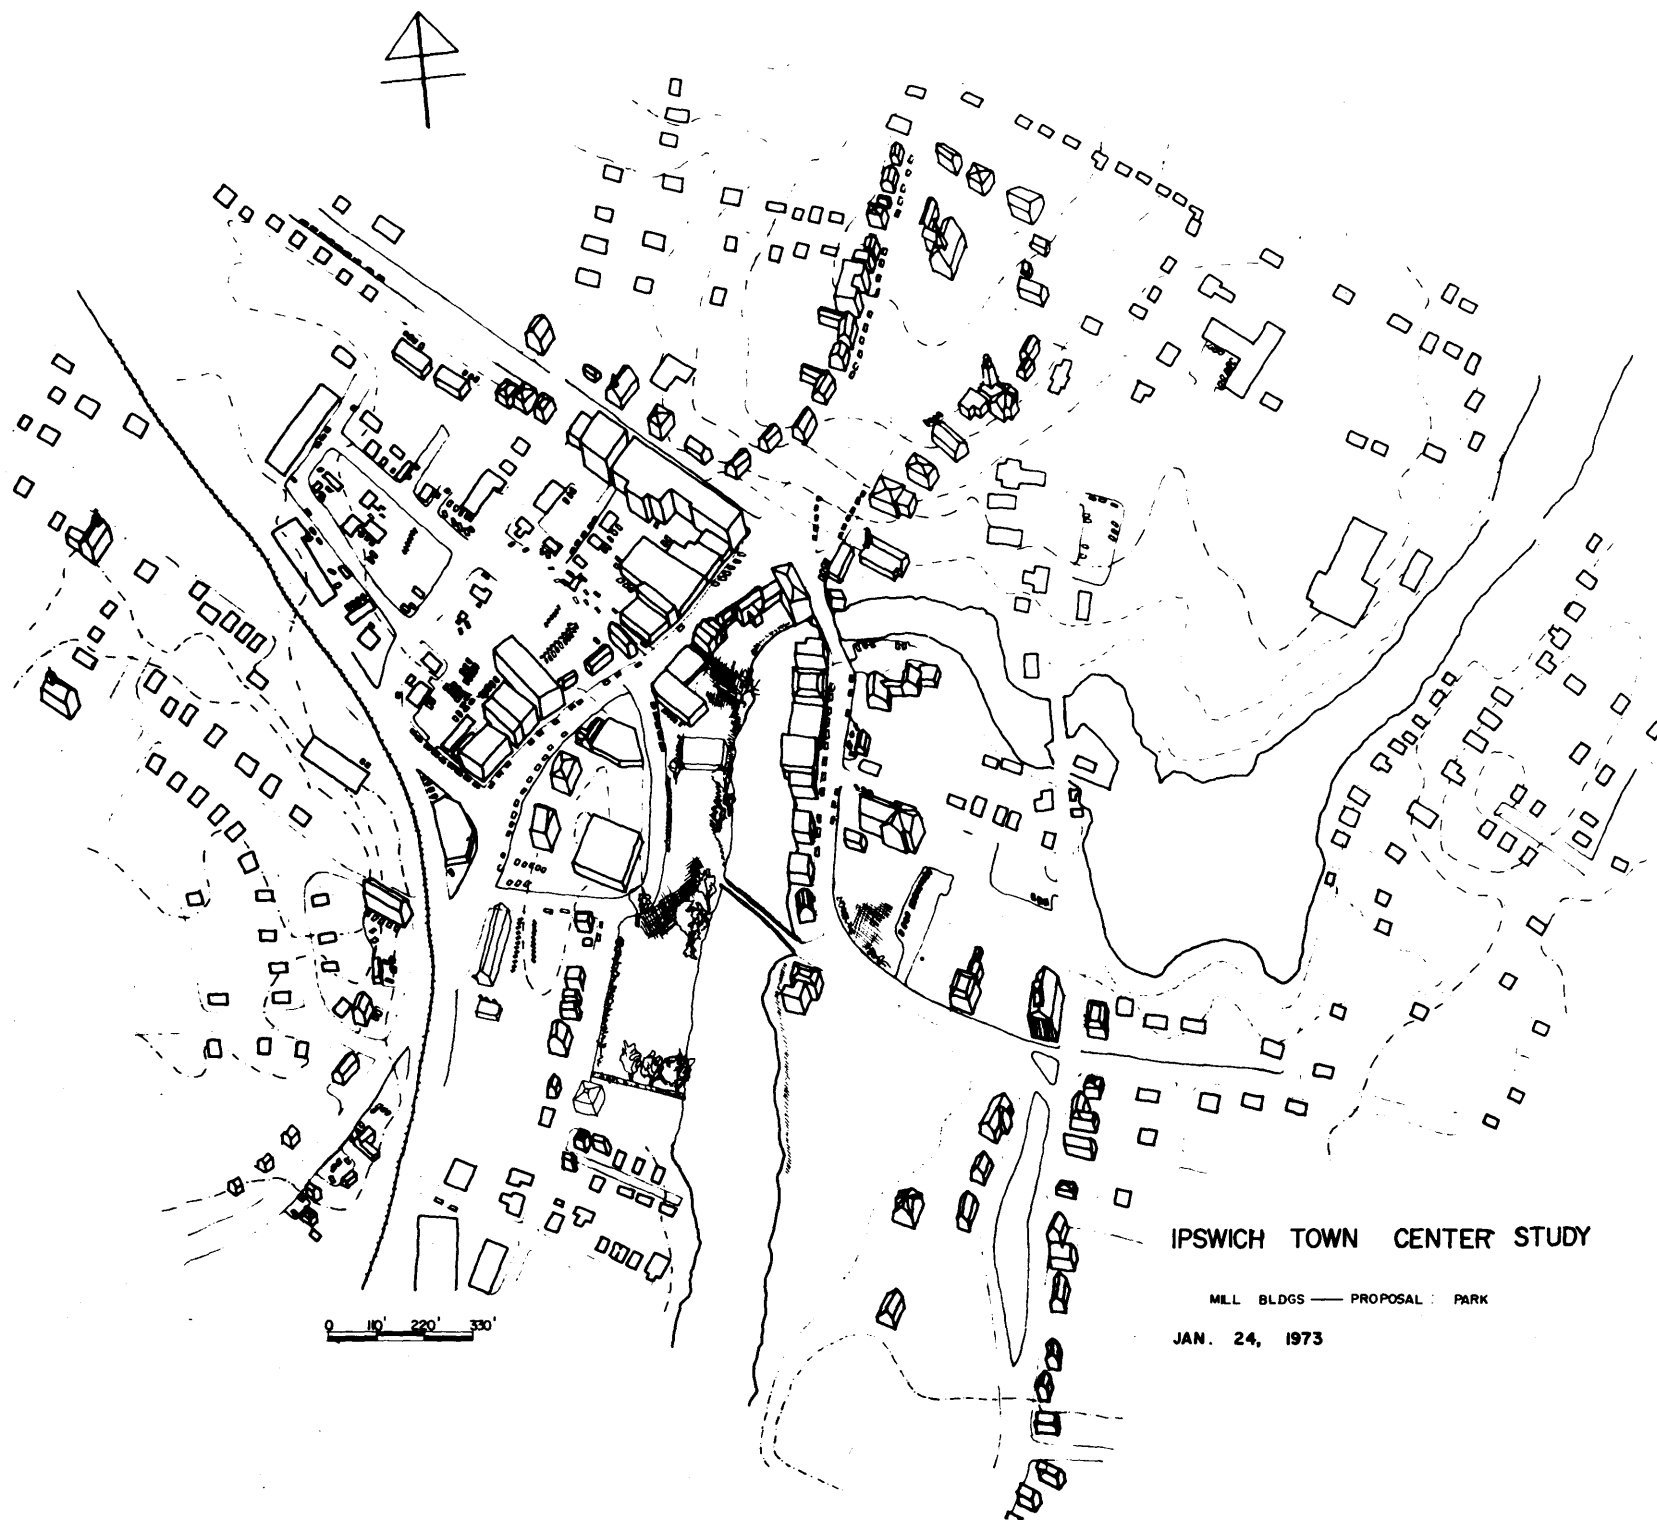 IPSWICH TOWN CENTER STUDY
MILL BLDGS — PROPOSAL : PARK
JAN. 24, 1973
0 110' 220' 330'